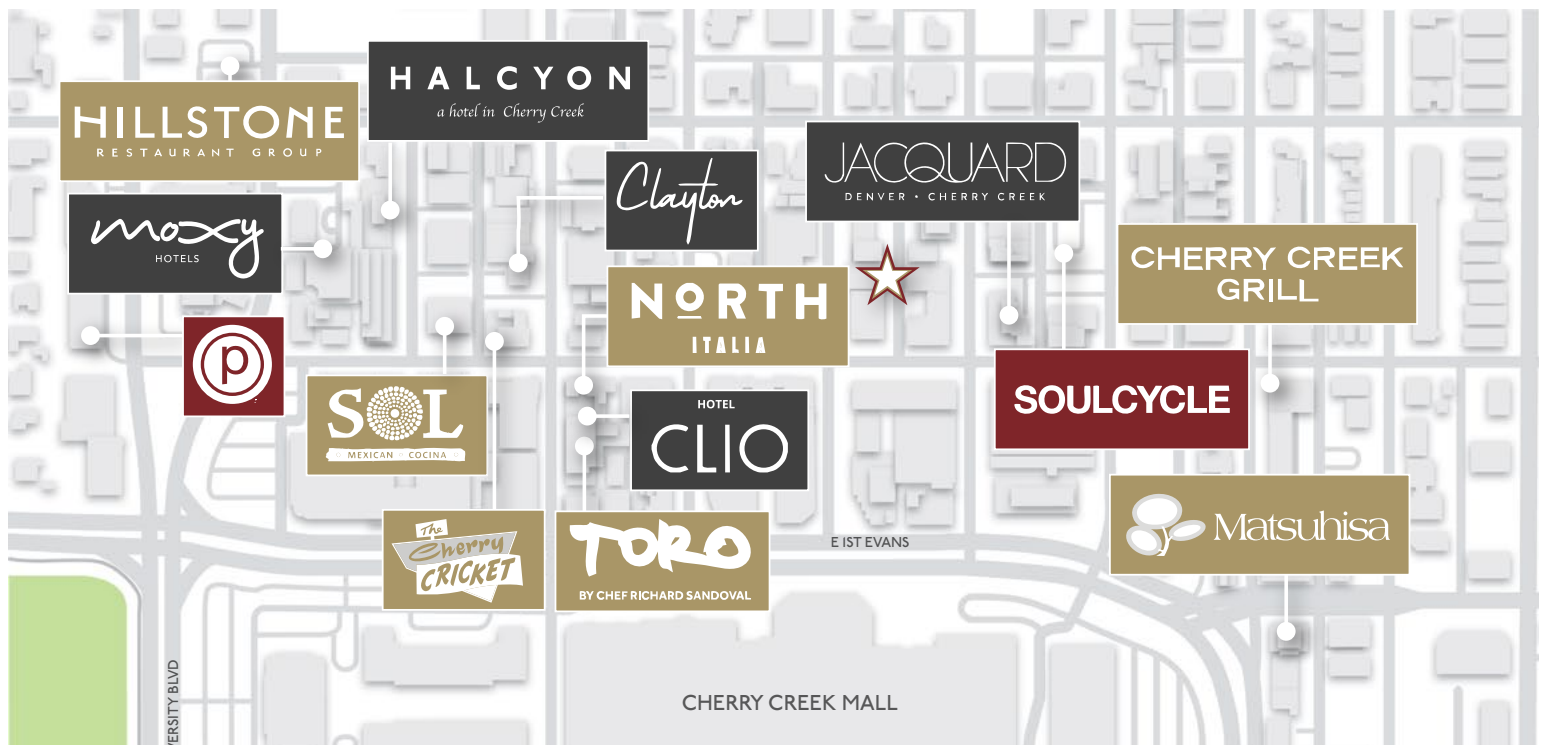 HILLSTONE
RESTAURANT GROUP
HALCYON
a hotel in Cherry Creek
moxy
HOTELS
Clayton
JACQUARD
DENVER • CHERRY CREEK
CHERRY CREEK
GRILL
NORTH
ITALIA
p
SOL
MEXICAN COCINA
HOTEL
CLIO
SOULCYCLE
The
Cherry
CRICKET
TORO
BY CHEF RICHARD SANDOVAL
E IST EVANS
Matsuhisa
VERSITY BLVD
CHERRY CREEK MALL